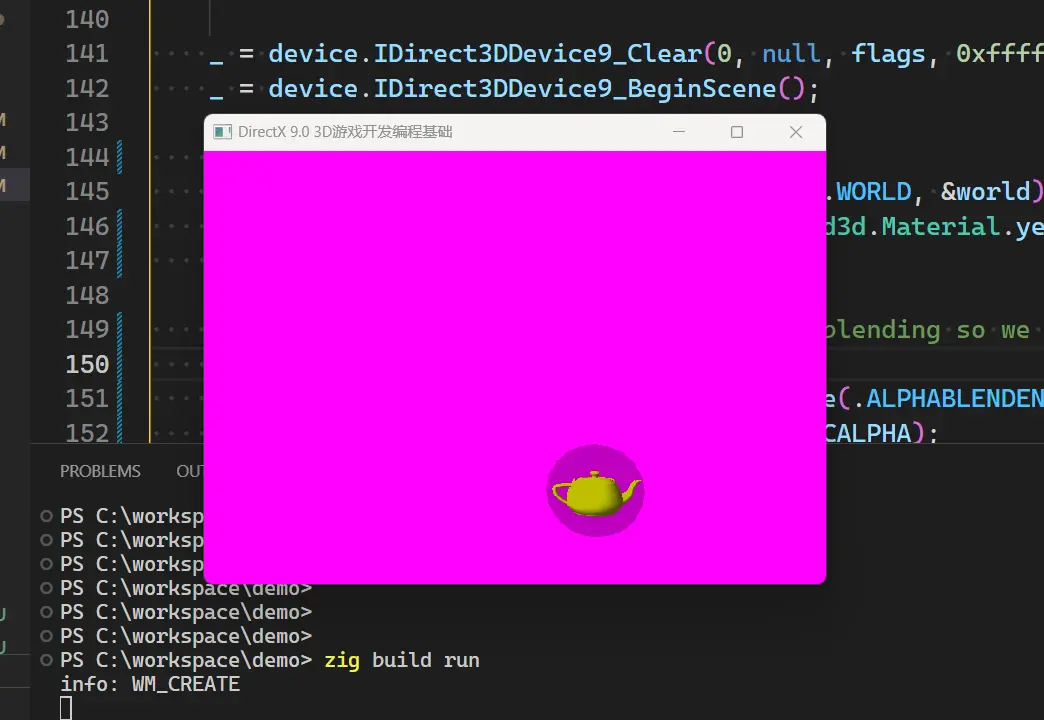 140
141 _ = device.IDirect3DDevice9_Clear(0, null, flags, 0xffff
142 _ = device.IDirect3DDevice9_BeginScene();
143
DirectX 9.0 3D游戏开发编程基础
144
145 .WORLD, &world)
146 d3d.Material.ye
147
148
149 blending so we
150
151 e(.ALPHABLENDEN
152 CALPHA);
PROBLEMS OUT
PS C:\worksp
PS C:\worksp
PS C:\worksp
PS C:\workspace\demo>
PS C:\workspace\demo>
PS C:\workspace\demo>
PS C:\workspace\demo> zig build run
info: WM_CREATE